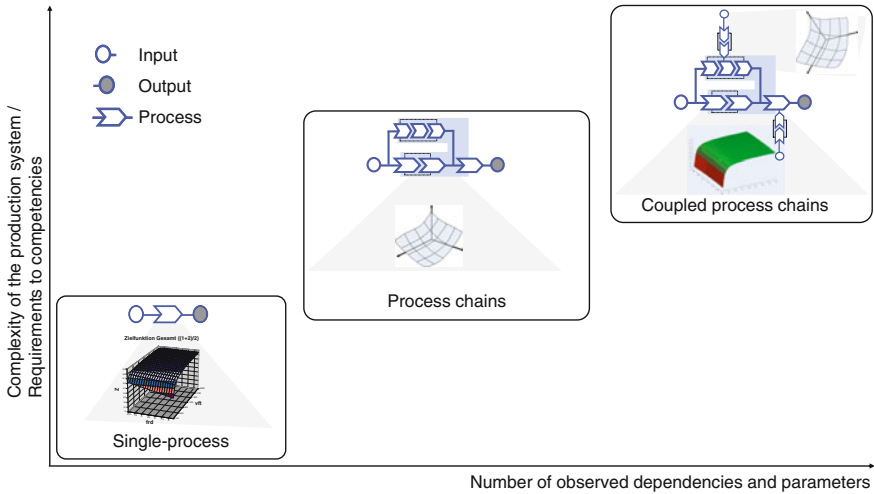 Complexity of the production system /
Requirements to competencies
Input
Output
Process
Coupled process chains
Process chains
Zielfunktion Gesamt ((1+2)/2)
Z
vft
frd
Single-process
Number of observed dependencies and parameters